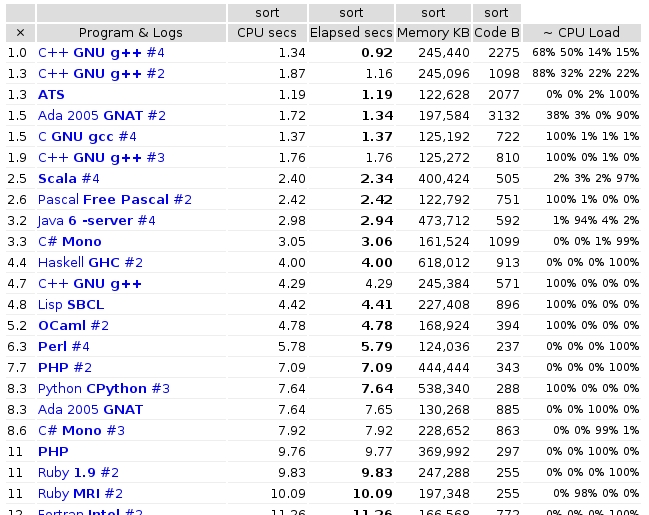 sort sort sort sort
× Program & Logs CPU secs Elapsed secs Memory KB Code B ~ CPU Load
1.0 C++ GNU g++ #4 1.34 0.92 245,440 2275 68% 50% 14% 15%
1.3 C++ GNU g++ #2 1.87 1.16 245,096 1098 88% 32% 22% 22%
1.3 ATS 1.19 1.19 122,628 2077 0% 0% 2% 100%
1.5 Ada 2005 GNAT #2 1.72 1.34 197,584 3132 38% 3% 0% 90%
1.5 C GNU gcc #4 1.37 1.37 125,192 722 100% 1% 1% 1%
1.9 C++ GNU g++ #3 1.76 1.76 125,272 810 100% 0% 1% 0%
2.5 Scala #4 2.40 2.34 400,424 505 2% 3% 2% 97%
2.6 Pascal Free Pascal #2 2.42 2.42 122,792 751 100% 1% 0% 0%
3.2 Java 6 -server #4 2.98 2.94 473,712 592 1% 94% 4% 2%
3.3 C# Mono 3.05 3.06 161,524 1099 0% 0% 1% 99%
4.4 Haskell GHC #2 4.00 4.00 618,012 913 0% 0% 0% 100%
4.7 C++ GNU g++ 4.29 4.29 245,384 571 100% 0% 0% 0%
4.8 Lisp SBCL 4.42 4.41 227,408 896 100% 0% 0% 0%
5.2 OCaml #2 4.78 4.78 168,924 394 100% 0% 0% 0%
6.3 Perl #4 5.78 5.79 124,036 237 0% 0% 0% 100%
7.7 PHP #2 7.09 7.09 444,444 343 0% 0% 0% 100%
8.3 Python CPython #3 7.64 7.64 538,340 288 100% 0% 0% 0%
8.3 Ada 2005 GNAT 7.64 7.65 130,268 885 0% 0% 100% 0%
8.6 C# Mono #3 7.92 7.92 228,652 863 0% 0% 99% 1%
11 PHP 9.76 9.77 369,992 297 0% 0% 100% 0%
11 Ruby 1.9 #2 9.83 9.83 247,288 255 0% 0% 0% 100%
11 Ruby MRI #2 10.09 10.09 197,348 255 0% 98% 0% 0%
12 Fortran Intel #2 11.26 11.26 166,568 772 0% 0% 0% 100%